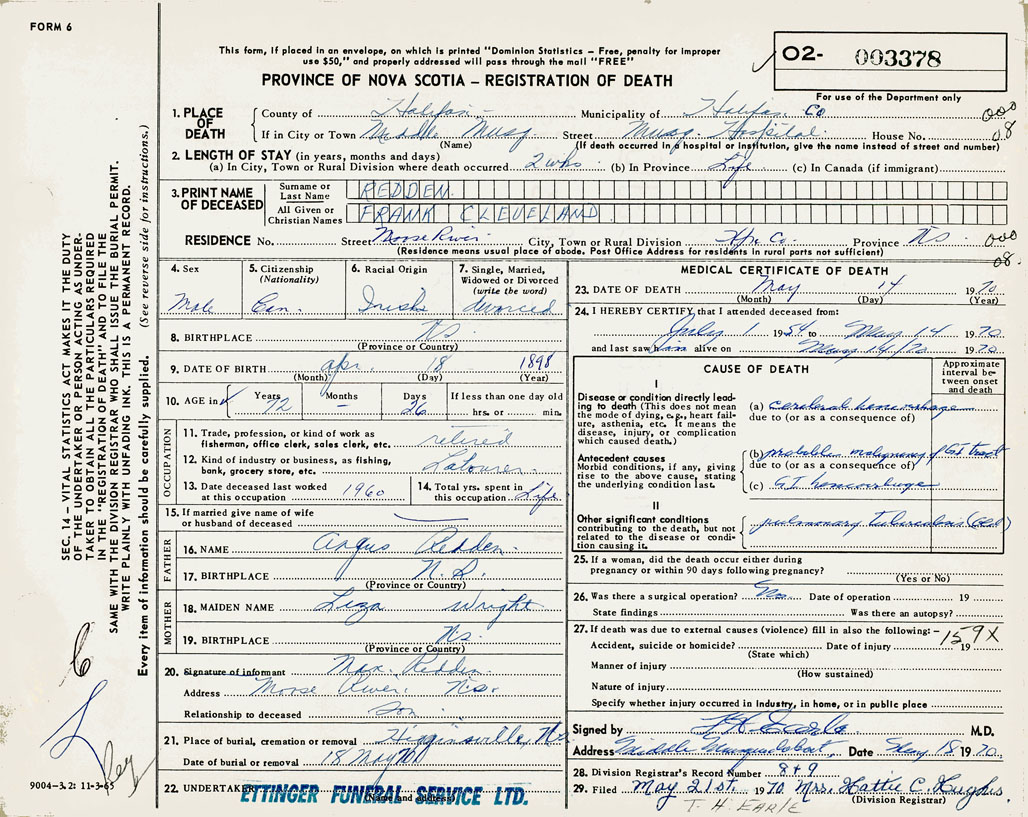 FORM 6
This form, if placed in an envelope, on which is printed "Dominion Statistics – Free, penalty for improper
use $50," and properly addressed will pass through the mail "FREE"
PROVINCE OF NOVA SCOTIA – REGISTRATION OF DEATH
O2- 003378
For use of the Department only
1. PLACE OF DEATH
County of Halifax Municipality of Halifax Co 000
If in City or Town Middle Musq. Street Musq. Hospital House No. 08
(Name) (If death occurred in hospital or institution, give the name instead of street and number)
2. LENGTH OF STAY (in years, months and days)
(a) In City, Town or Rural Division where death occurred 2 wks (b) In Province Life (c) In Canada (if immigrant)
3. PRINT NAME OF DECEASED
Surname or Last Name REDDEN
All Given or Christian Names FRANK CLEVELAND
RESIDENCE No. Street Moose River City, Town or Rural Division Hfx Co. Province NS 000
(Residence means usual place of abode. Post Office Address for residents in rural parts not sufficient) 08
4. Sex
Male
5. Citizenship
(Nationality)
Can.
6. Racial Origin
Irish
7. Single, Married,
Widowed or Divorced
(write the word)
divorced
8. BIRTHPLACE NS
(Province or Country)
9. DATE OF BIRTH Apr. 18 1898
(Month) (Day) (Year)
10. AGE in Years 72 Months – Days 26 If less than one day old
hrs. or min.
OCCUPATION
11. Trade, profession, or kind of work as
fisherman, office clerk, sales clerk, etc. retired
12. Kind of industry or business, as fishing,
bank, grocery store, etc. Labourer
13. Date deceased last worked
at this occupation 1960
14. Total yrs. spent in
this occupation Life
15. If married give name of wife
or husband of deceased
FATHER
16. NAME Angus Redden
17. BIRTHPLACE N.S.
(Province or Country)
MOTHER
18. MAIDEN NAME Liza Wright
19. BIRTHPLACE N.S.
(Province or Country)
20. Signature of informant Max Redden
Address Moose River, N.S.
Relationship to deceased son
21. Place of burial, cremation or removal Higginsville, NS
Date of burial or removal 18 May 70
22. UNDERTAKER ETTINGER FUNERAL SERVICE LTD.
(Name and address)
MEDICAL CERTIFICATE OF DEATH
23. DATE OF DEATH May 14 1970
(Month) (Day) (Year)
24. I HEREBY CERTIFY, that I attended deceased from:
July 1 1954 to May 14 1970
and last saw him alive on May 14/70 1970
CAUSE OF DEATH
Approximate
interval be-
tween onset
and death
I
Disease or condition directly lead-
ing to death (This does not mean
the mode of dying, e.g., heart fail-
ure, asthenia, etc. It means the
disease, injury, or complication
which caused death.)
(a) cerebral hemorrhage
due to (or as a consequence of)
Antecedent causes
Morbid conditions, if any, giving
rise to the above cause, stating
the underlying condition last.
(b) probable malignancy of GI tract
due to (or as a consequence of)
(c) GI hemorrhage
II
Other significant conditions
contributing to the death, but not
related to the disease or condi-
tion causing it.
pulmonary tuberculosis (old)
25. If a woman, did the death occur either during
pregnancy or within 90 days following pregnancy?
(Yes or No)
26. Was there a surgical operation? No Date of operation 19
State findings Was there an autopsy?
27. If death was due to external causes (violence) fill in also the following: – 159X
Accident, suicide or homicide? Date of injury 19
(State which)
Manner of injury
(How sustained)
Nature of injury
Specify whether injury occurred in industry, in home, or in public place
Signed by T H Earle M.D.
Address Middle Musquodoboit Date May 18 1970
28. Division Registrar's Record Number 8+9
29. Filed May 21st 1970 Mrs. Hattie C. Hughes
(Division Registrar)
T. H. EARLE
SEC. 14 – VITAL STATISTICS ACT MAKES IT THE DUTY
OF THE UNDERTAKER OR PERSON ACTING AS UNDER-
TAKER TO OBTAIN ALL THE PARTICULARS REQUIRED
IN THE "REGISTRATION OF DEATH" AND TO FILE THE
SAME WITH THE DIVISION REGISTRAR WHO SHALL ISSUE THE BURIAL PERMIT.
WRITE PLAINLY WITH UNFADING INK. THIS IS A PERMANENT RECORD.
Every item of information should be carefully supplied. (See reverse side for instructions.)
9004-3.2: 11-3-65